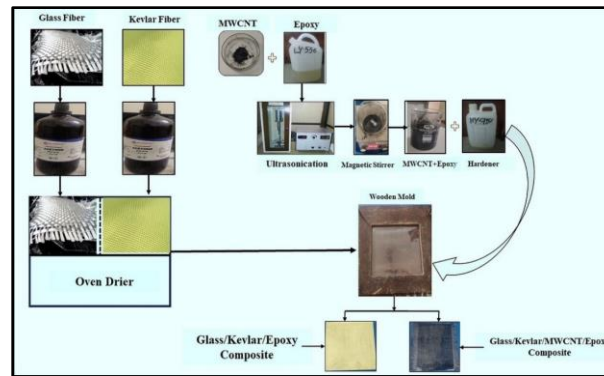 Glass Fiber
Kevlar Fiber
MWCNT
Epoxy
Ultrasonication
Magnetic Stirrer
MWCNT+Epoxy
Hardener
Wooden Mold
Oven Drier
Glass/Kevlar/Epoxy
Composite
Glass/Kevlar/MWCNT/Epoxy
Composite